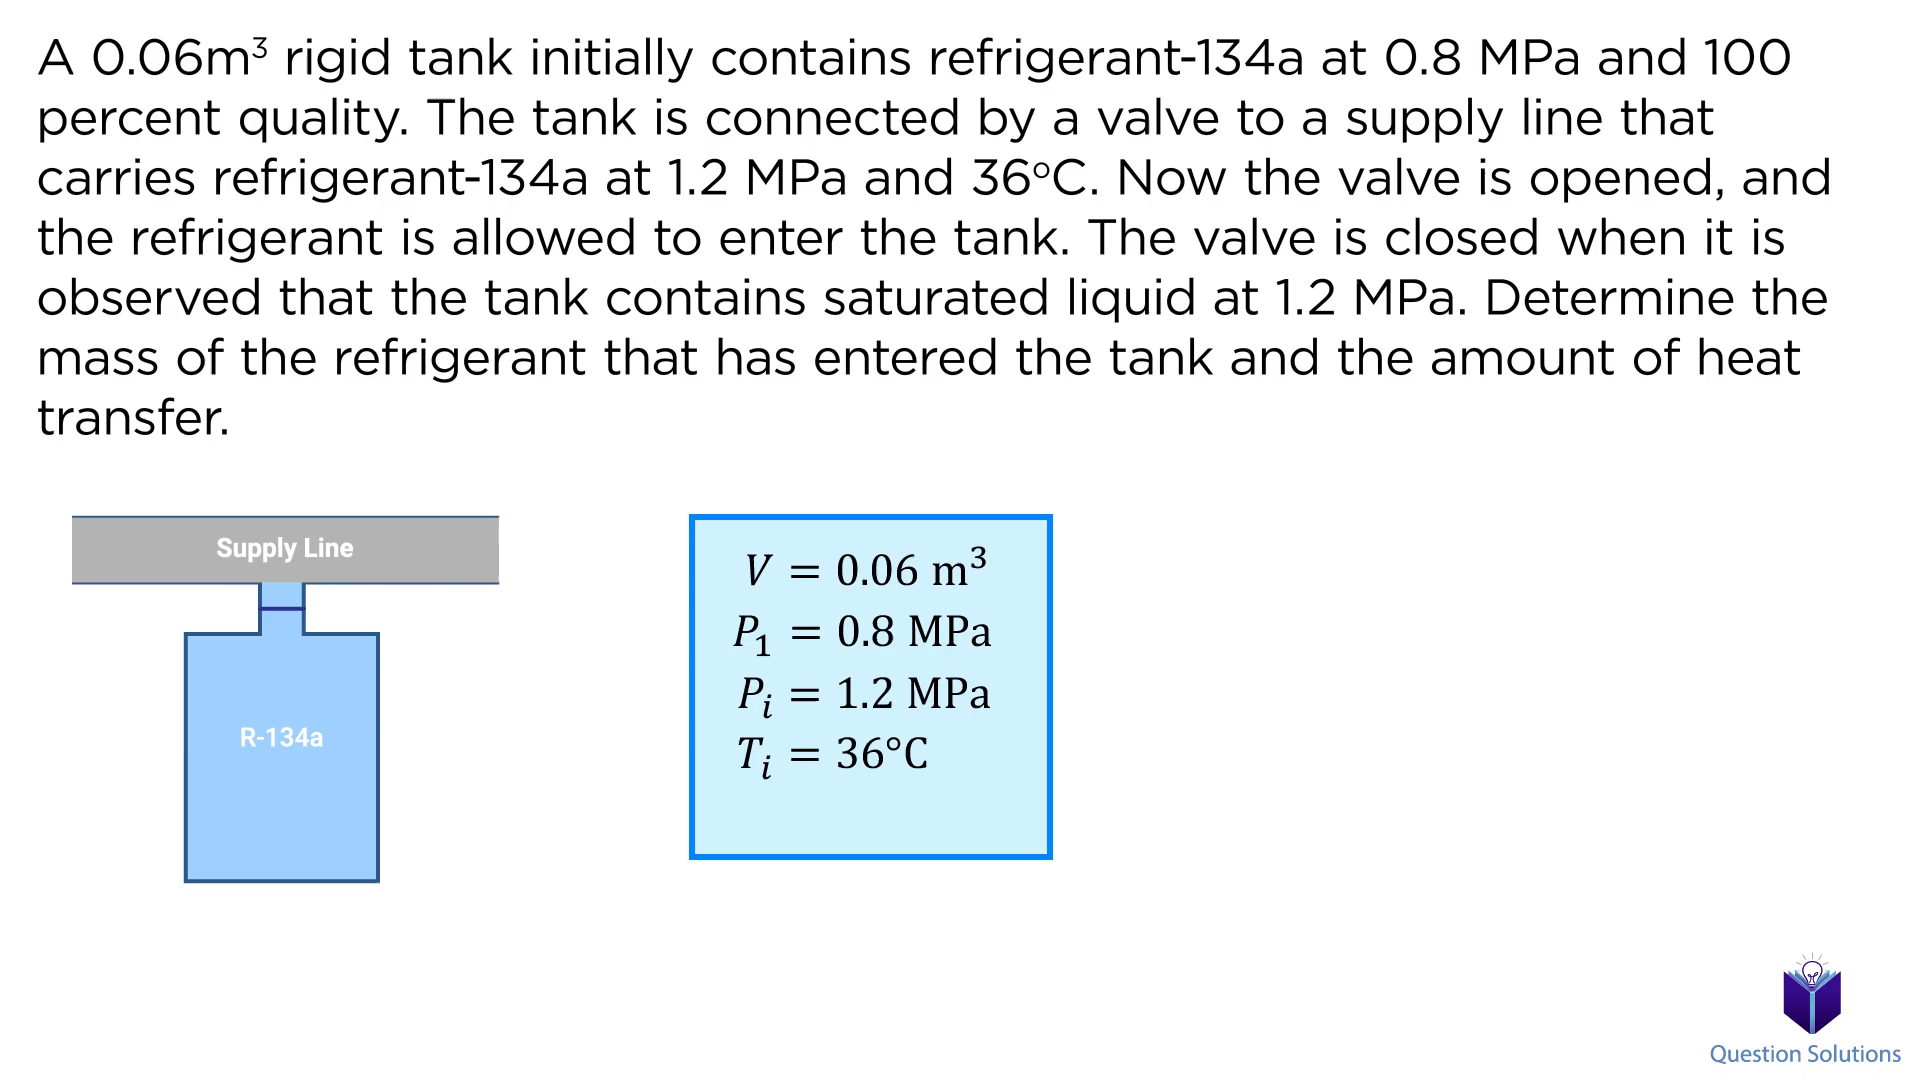 A 0.06m³ rigid tank initially contains refrigerant-134a at 0.8 MPa and 100
percent quality. The tank is connected by a valve to a supply line that
carries refrigerant-134a at 1.2 MPa and 36°C. Now the valve is opened, and
the refrigerant is allowed to enter the tank. The valve is closed when it is
observed that the tank contains saturated liquid at 1.2 MPa. Determine the
mass of the refrigerant that has entered the tank and the amount of heat
transfer.
Supply Line
R-134a
V = 0.06 m³
P₁ = 0.8 MPa
Pᵢ = 1.2 MPa
Tᵢ = 36°C
Question Solutions